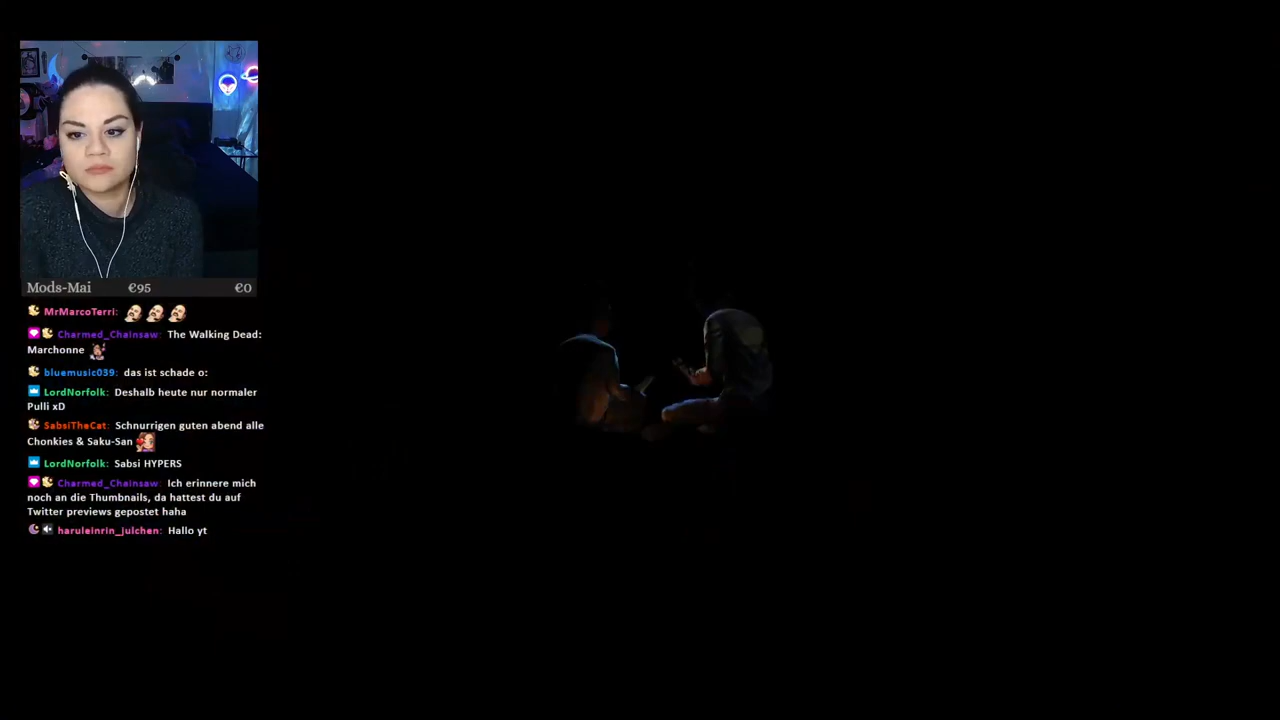 Mods-Mai €95 €0
MrMarcoTerri:
Charmed_Chainsaw: The Walking Dead:
Marchonne
bluemusic039: das ist schade o:
LordNorfolk: Deshalb heute nur normaler
Pulli xD
SabsiTheCat: Schnurrigen guten abend alle
Chonkies & Saku-San
LordNorfolk: Sabsi HYPERS
Charmed_Chainsaw: Ich erinnere mich
noch an die Thumbnails, da hattest du auf
Twitter previews gepostet haha
haruleinrin_julchen: Hallo yt